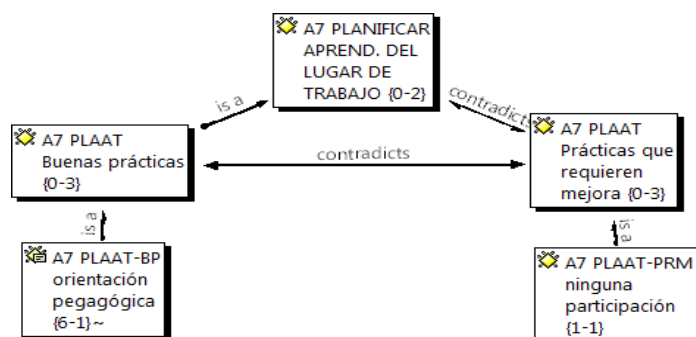 A7 PLANIFICAR
APREND. DEL
LUGAR DE
TRABAJO {0-2}
is a
contradicts
A7 PLAAT
Buenas prácticas
{0-3}
contradicts
A7 PLAAT
Prácticas que
requieren
mejora {0-3}
is a
is a
A7 PLAAT-BP
orientación
pegagógica
{6-1}~
A7 PLAAT-PRM
ninguna
participación
{1-1}